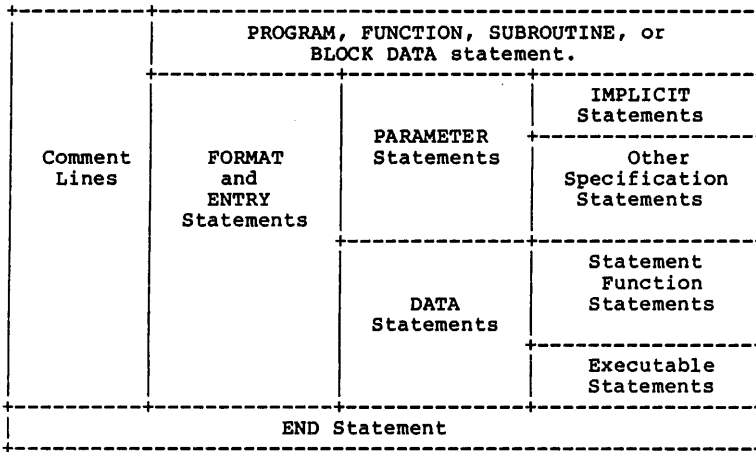 PROGRAM, FUNCTION, SUBROUTINE, or
BLOCK DATA statement.
Comment
Lines
FORMAT
and
ENTRY
Statements
PARAMETER
Statements
IMPLICIT
Statements
Other
Specification
Statements
DATA
Statements
Statement
Function
Statements
Executable
Statements
END Statement